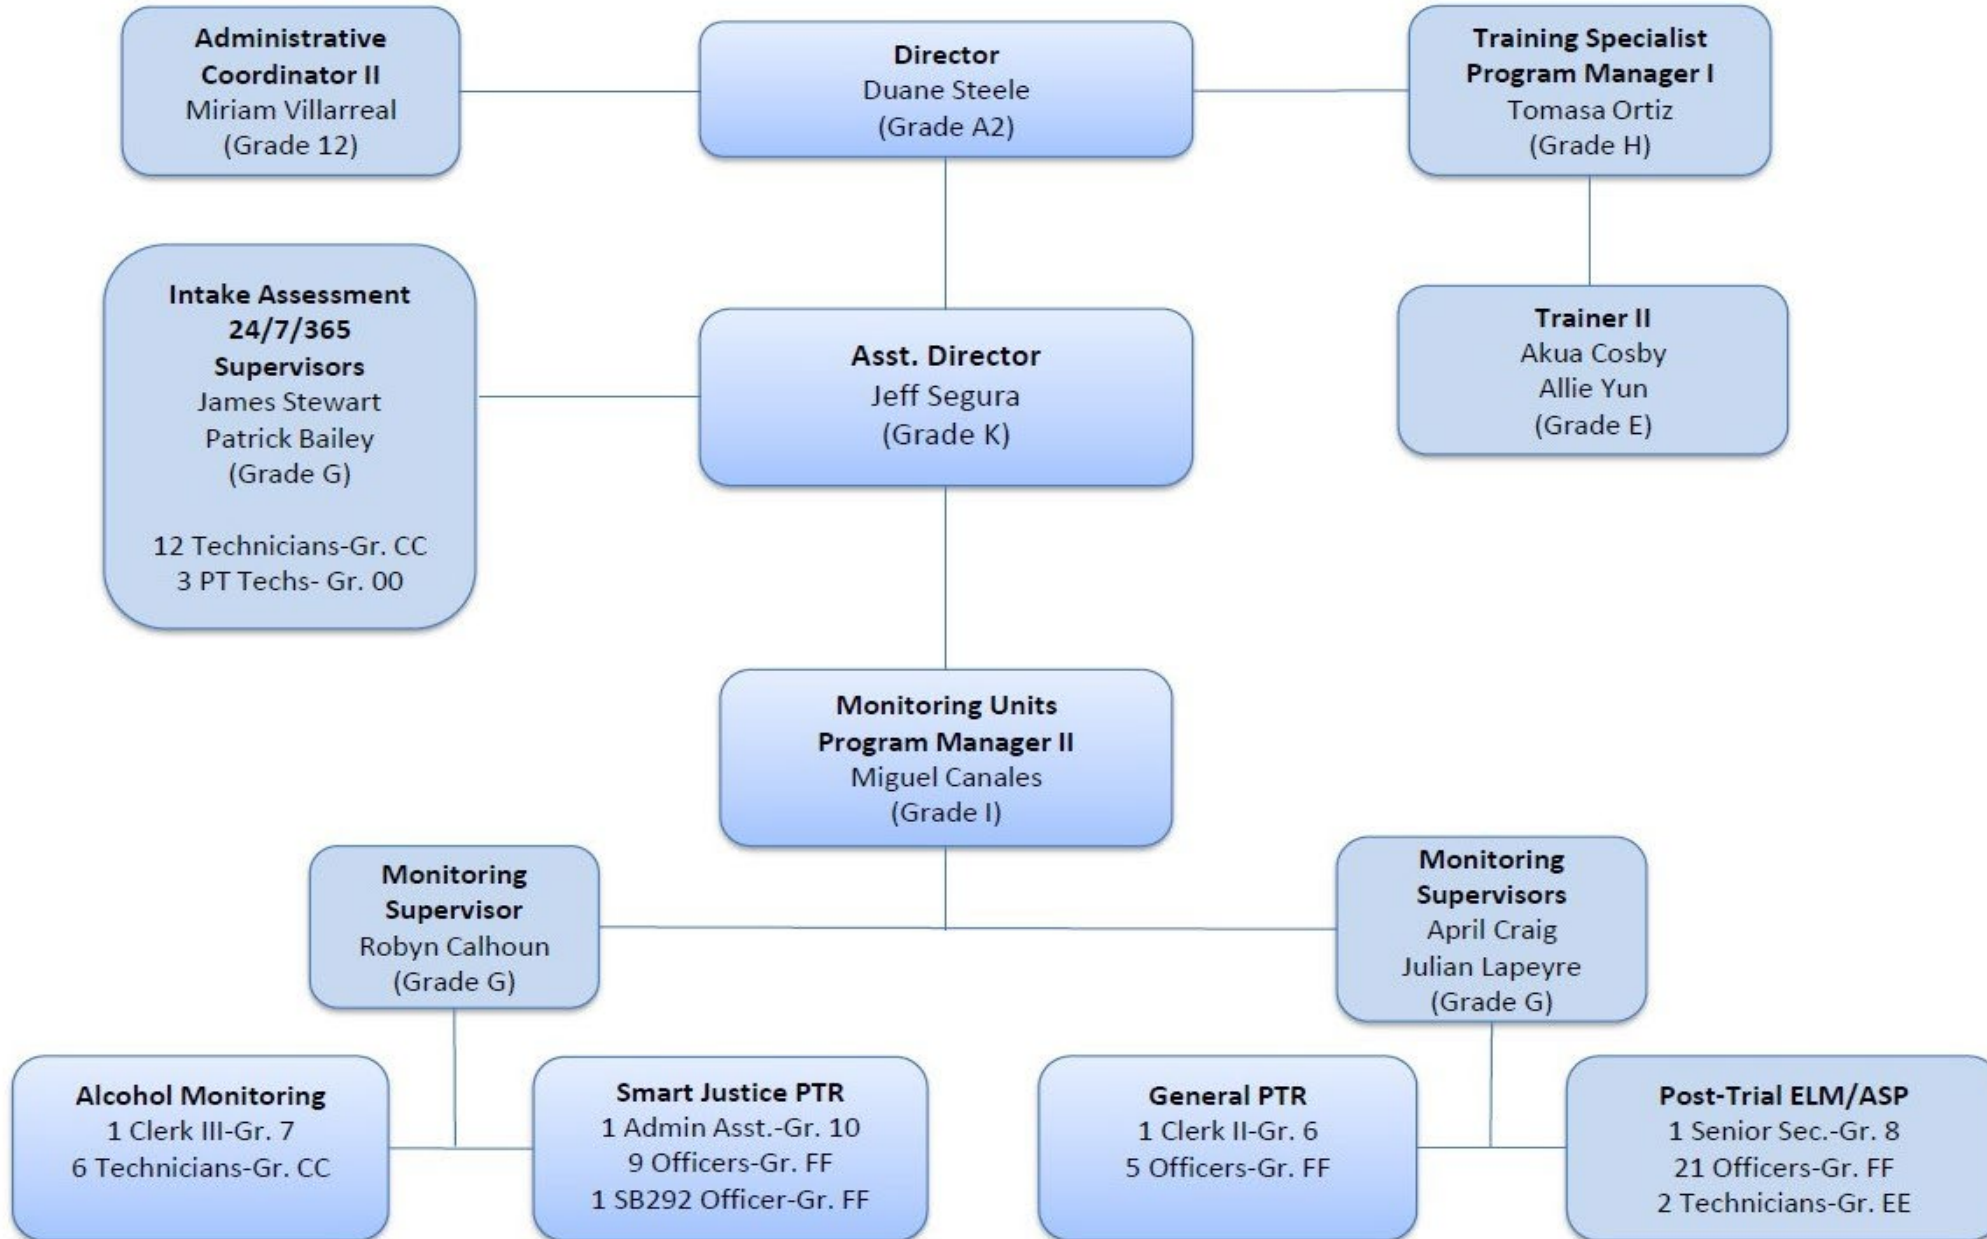 Administrative
Coordinator II
Miriam Villarreal
(Grade 12)
Director
Duane Steele
(Grade A2)
Training Specialist
Program Manager I
Tomasa Ortiz
(Grade H)
Intake Assessment
24/7/365
Supervisors
James Stewart
Patrick Bailey
(Grade G)
12 Technicians-Gr. CC
3 PT Techs- Gr. 00
Asst. Director
Jeff Segura
(Grade K)
Trainer II
Akua Cosby
Allie Yun
(Grade E)
Monitoring Units
Program Manager II
Miguel Canales
(Grade I)
Monitoring
Supervisor
Robyn Calhoun
(Grade G)
Monitoring
Supervisors
April Craig
Julian Lapeyre
(Grade G)
Alcohol Monitoring
1 Clerk III-Gr. 7
6 Technicians-Gr. CC
Smart Justice PTR
1 Admin Asst.-Gr. 10
9 Officers-Gr. FF
1 SB292 Officer-Gr. FF
General PTR
1 Clerk II-Gr. 6
5 Officers-Gr. FF
Post-Trial ELM/ASP
1 Senior Sec.-Gr. 8
21 Officers-Gr. FF
2 Technicians-Gr. EE